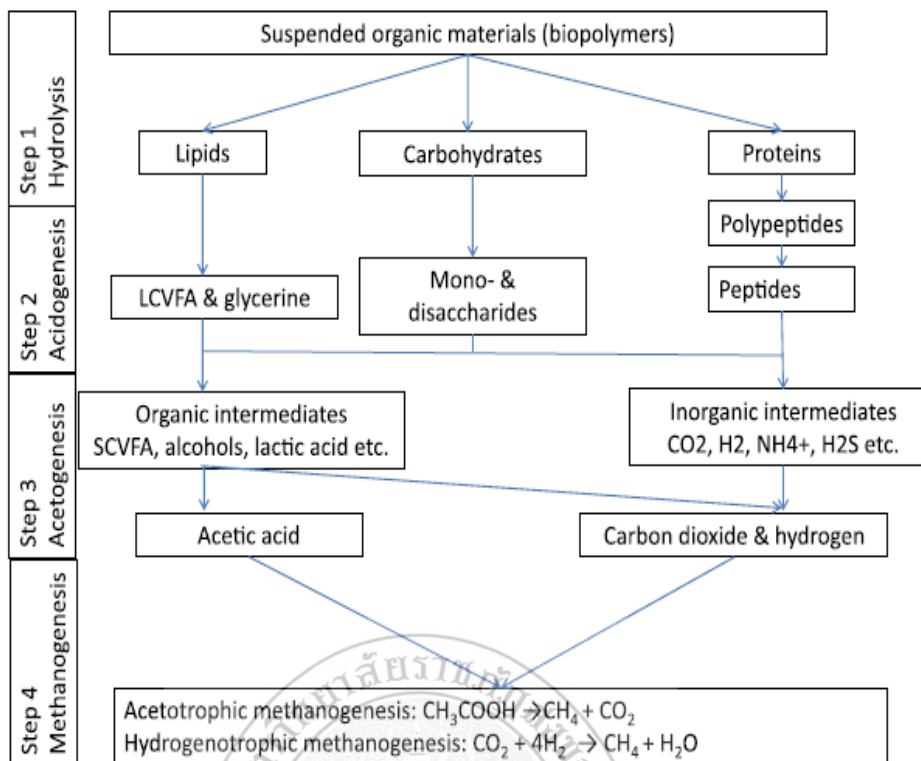 Suspended organic materials (biopolymers)
Step 1
Hydrolysis
Lipids
Carbohydrates
Proteins
Polypeptides
Step 2
Acidogenesis
LCVFA & glycerine
Mono- &
disaccharides
Peptides
Step 3
Acetogenesis
Organic intermediates
SCVFA, alcohols, lactic acid etc.
Inorganic intermediates
CO2, H2, NH4+, H2S etc.
Acetic acid
Carbon dioxide & hydrogen
Step 4
Methanogenesis
Acetotrophic methanogenesis: CH₃COOH →CH₄ + CO₂
Hydrogenotrophic methanogenesis: CO₂ + 4H₂ → CH₄ + H₂O